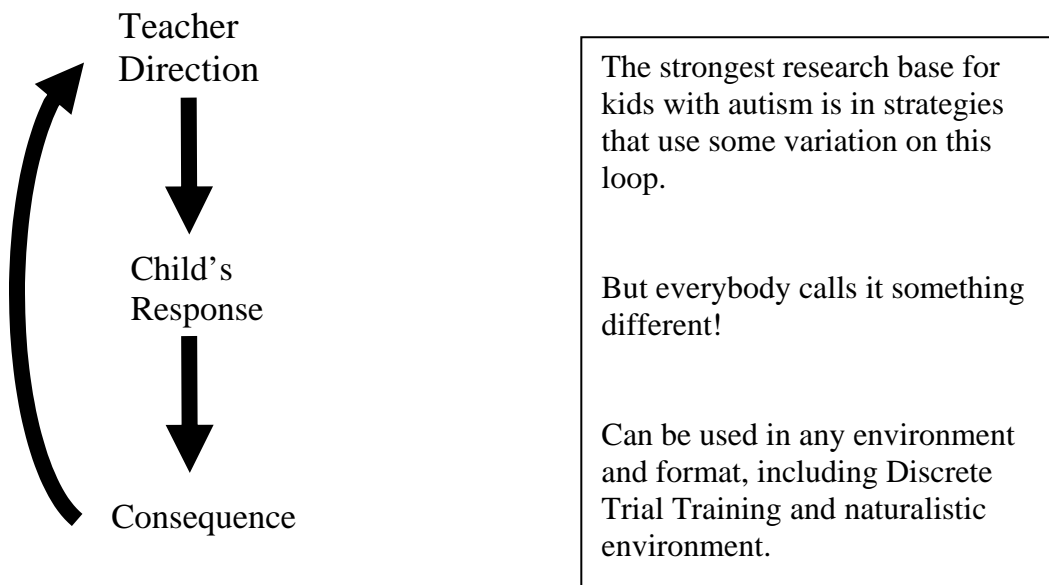 Teacher
Direction
Child’s
Response
Consequence
The strongest research base for
kids with autism is in strategies
that use some variation on this
loop.
But everybody calls it something
different!
Can be used in any environment
and format, including Discrete
Trial Training and naturalistic
environment.